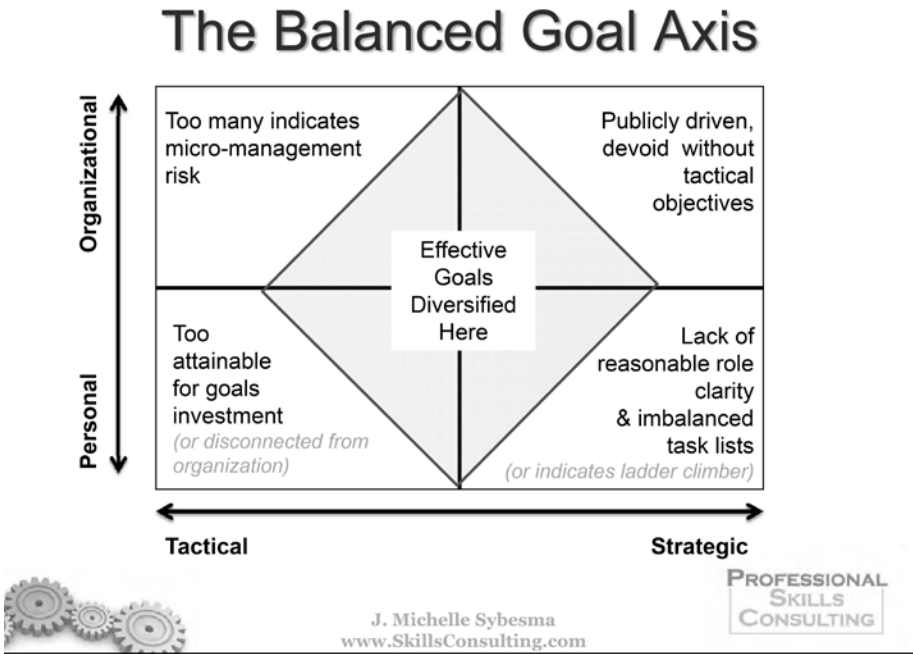 The Balanced Goal Axis
Organizational
Personal
Too many indicates
micro-management
risk
Publicly driven,
devoid without
tactical
objectives
Effective
Goals
Diversified
Here
Too
attainable
for goals
investment
(or disconnected from
organization)
Lack of
reasonable role
clarity
& imbalanced
task lists
(or indicates ladder climber)
Tactical
Strategic
J. Michelle Sybesma
www.SkillsConsulting.com
PROFESSIONAL
SKILLS
CONSULTING